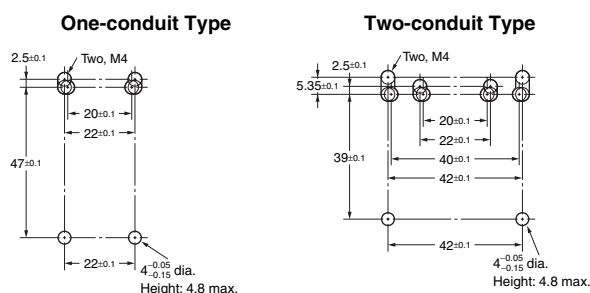 One-conduit Type
2.5±0.1
Two, M4
20±0.1
22±0.1
47±0.1
22±0.1
4−0.05 −0.15 dia.
Height: 4.8 max.
Two-conduit Type
2.5±0.1
Two, M4
5.35±0.1
20±0.1
22±0.1
39±0.1
40±0.1
42±0.1
42±0.1
4−0.05 −0.15 dia.
Height: 4.8 max.